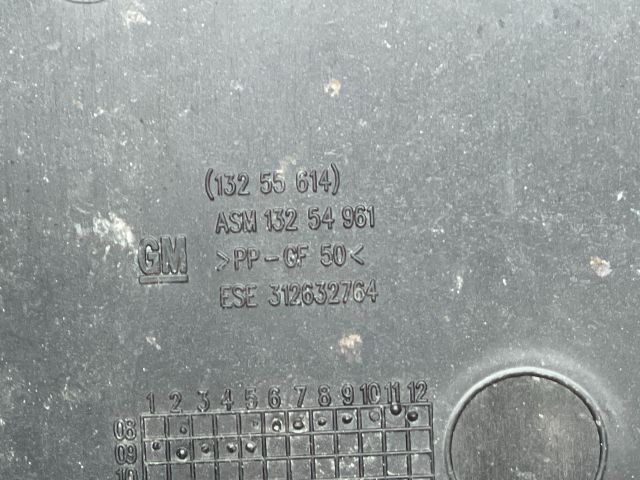 (132 55 614)
ASM 132 54 961
GM >PP-GF 50<
ESE 312632764
1 2 3 4 5 6 7 8 9 10 11 12
08
09
10